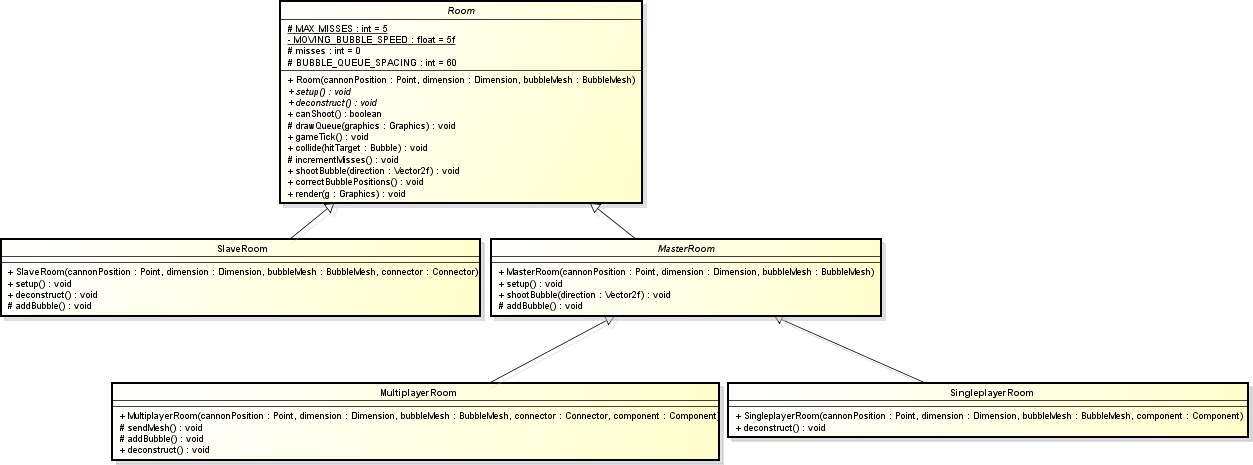 Room
# MAX_MISSES : int = 5
- MOVING_BUBBLE_SPEED : float = 5f
# misses : int = 0
# BUBBLE_QUEUE_SPACING : int = 60
+ Room(cannonPosition : Point, dimension : Dimension, bubbleMesh : BubbleMesh)
+ setup() : void
+ deconstruct() : void
+ canShoot() : boolean
# drawQueue(graphics : Graphics) : void
+ gameTick() : void
+ collide(hitTarget : Bubble) : void
# incrementMisses() : void
+ shootBubble(direction : Vector2f) : void
+ correctBubblePositions() : void
+ render(g : Graphics) : void
SlaveRoom
+ SlaveRoom(cannonPosition : Point, dimension : Dimension, bubbleMesh : BubbleMesh, connector : Connector)
+ setup() : void
+ deconstruct() : void
# addBubble() : void
MasterRoom
+ MasterRoom(cannonPosition : Point, dimension : Dimension, bubbleMesh : BubbleMesh)
+ setup() : void
+ shootBubble(direction : Vector2f) : void
# addBubble() : void
MultiplayerRoom
+ MultiplayerRoom(cannonPosition : Point, dimension : Dimension, bubbleMesh : BubbleMesh, connector : Connector, component : Component)
# sendMesh() : void
# addBubble() : void
+ deconstruct() : void
SingleplayerRoom
+ SingleplayerRoom(cannonPosition : Point, dimension : Dimension, bubbleMesh : BubbleMesh, component : Component)
+ deconstruct() : void